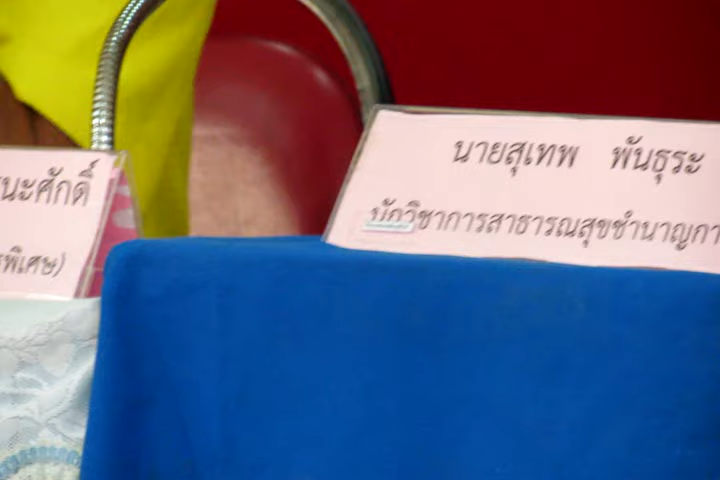 นะศักดิ์
พิเศษ)
นายสุเทพ พันธุระ
นักวิชาการสาธารณสุขชำนาญกา